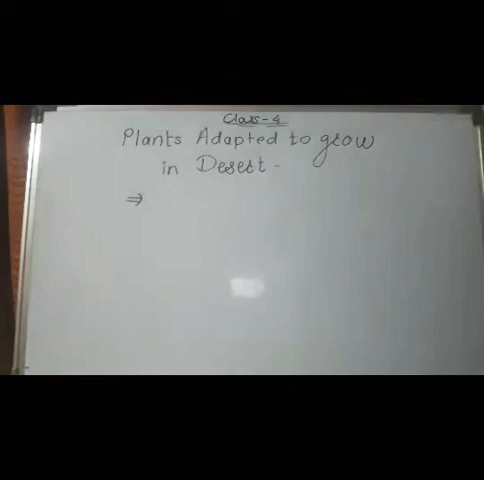 Class-4
Plants Adapted to grow
in Desert -
⇒